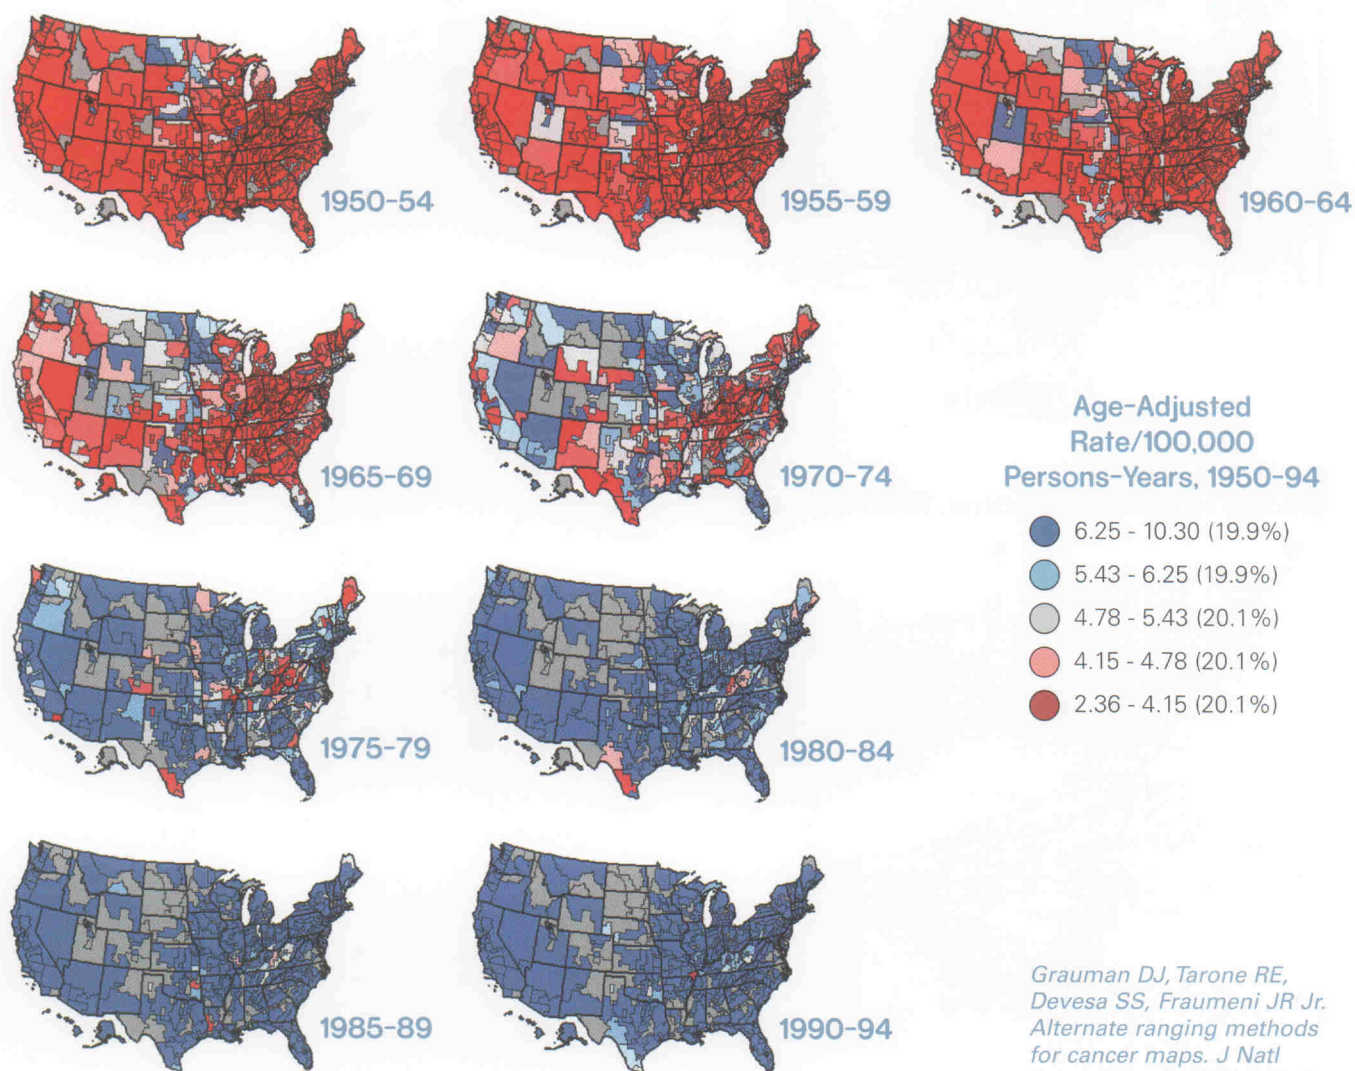 1950-54
1955-59
1960-64
1965-69
1970-74
Age-Adjusted
Rate/100,000
Persons-Years, 1950-94
6.25 - 10.30 (19.9%)
5.43 - 6.25 (19.9%)
4.78 - 5.43 (20.1%)
4.15 - 4.78 (20.1%)
2.36 - 4.15 (20.1%)
1975-79
1980-84
1985-89
1990-94
Grauman DJ, Tarone RE,
Devesa SS, Fraumeni JR Jr.
Alternate ranging methods
for cancer maps. J Natl